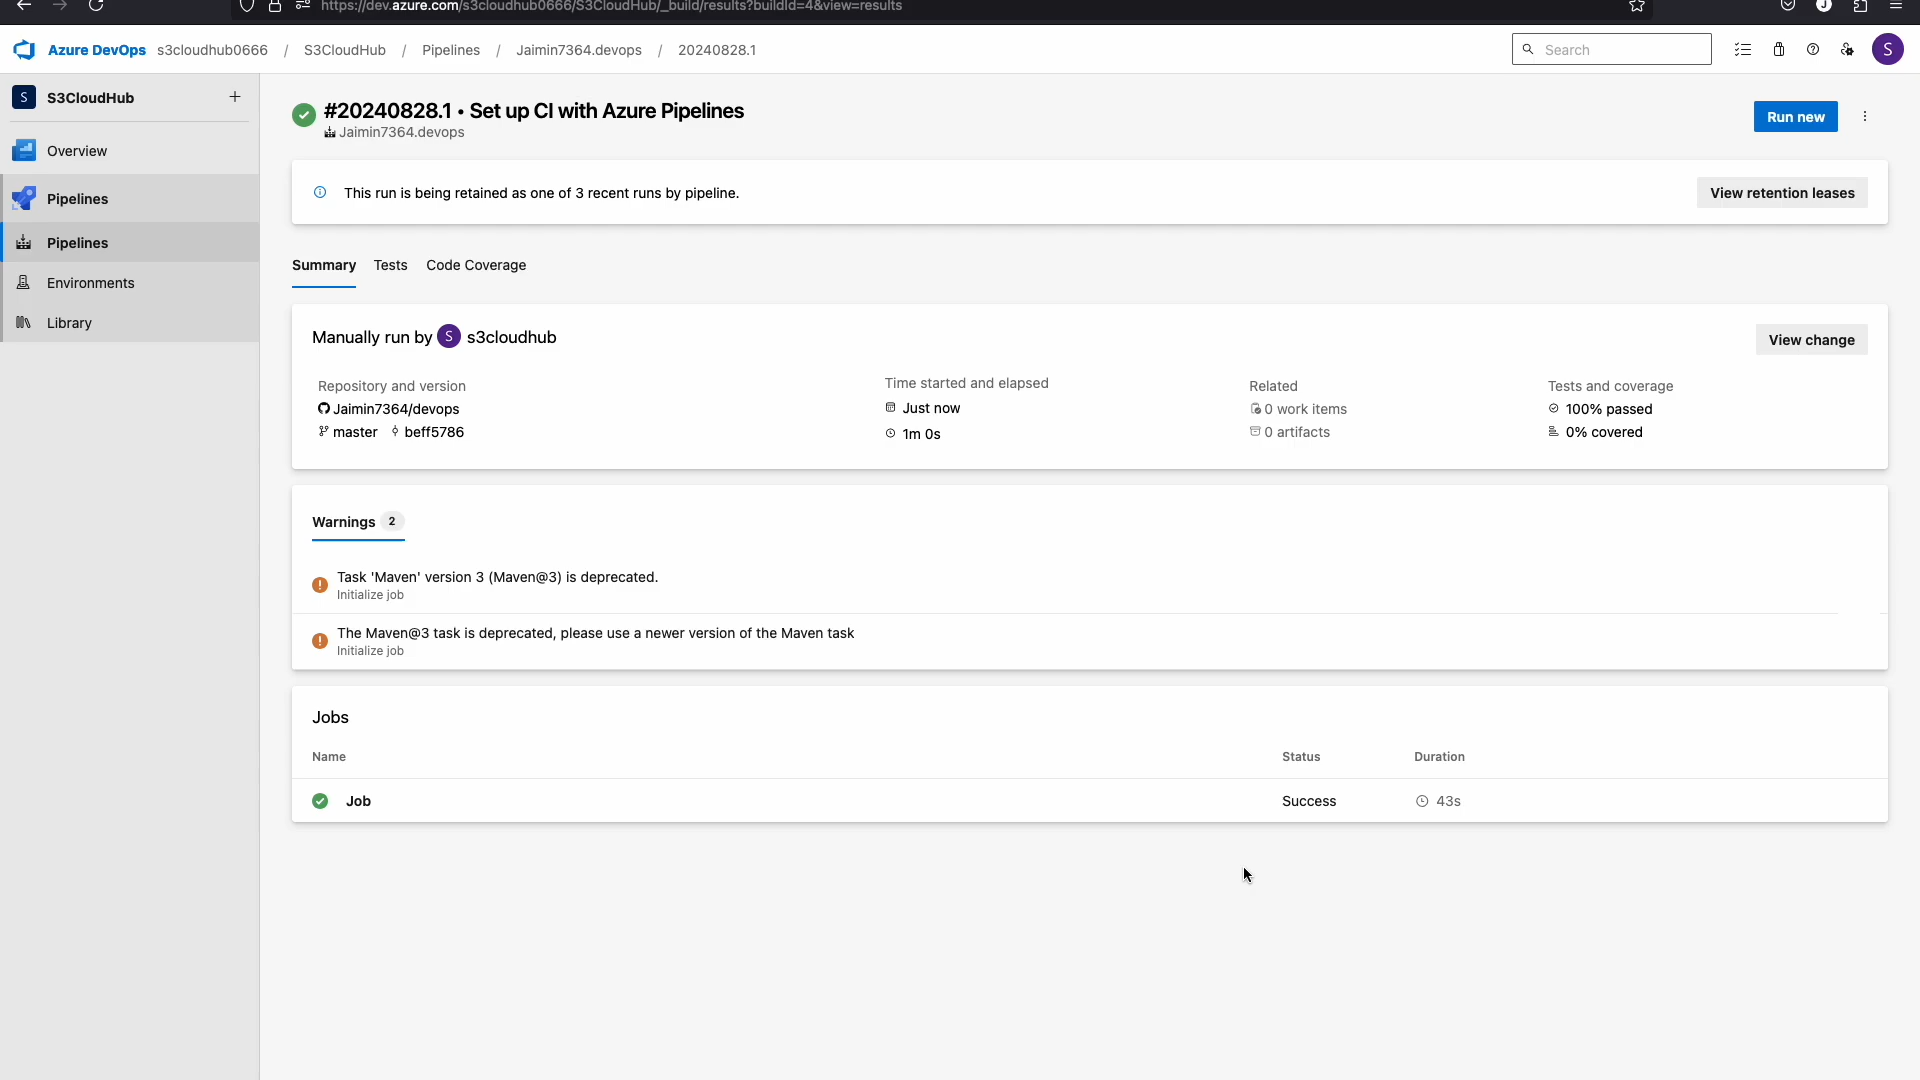 https://dev.azure.com/s3cloudhub0666/S3CloudHub/_build/results?buildId=4&view=results
J
Azure DevOps s3cloudhub0666 / S3CloudHub / Pipelines / Jaimin7364.devops / 20240828.1
Search
S
S S3CloudHub +
Overview
Pipelines
Pipelines
Environments
Library
#20240828.1 • Set up CI with Azure Pipelines
Jaimin7364.devops
Run new
This run is being retained as one of 3 recent runs by pipeline.
View retention leases
Summary Tests Code Coverage
Manually run by S s3cloudhub
View change
Repository and version
Jaimin7364/devops
master beff5786
Time started and elapsed
Just now
1m 0s
Related
0 work items
0 artifacts
Tests and coverage
100% passed
0% covered
Warnings 2
Task 'Maven' version 3 (Maven@3) is deprecated.
Initialize job
The Maven@3 task is deprecated, please use a newer version of the Maven task
Initialize job
Jobs
Name Status Duration
Job Success 43s